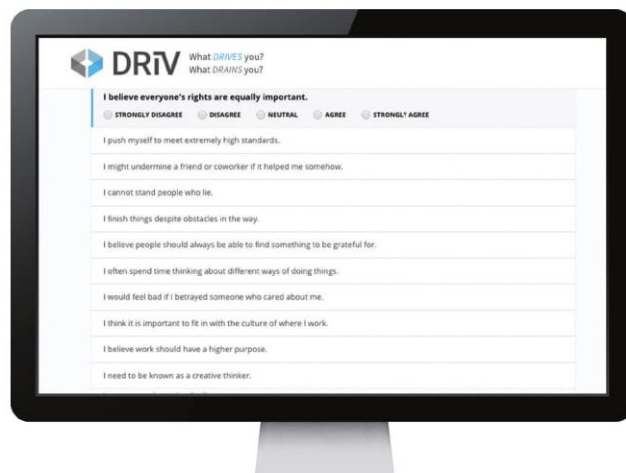 DRiV
What DRIVES you?
What DRAINS you?
I believe everyone's rights are equally important.
STRONGLY DISAGREE DISAGREE NEUTRAL AGREE STRONGLY AGREE
I push myself to meet extremely high standards.
I might undermine a friend or coworker if it helped me somehow.
I cannot stand people who lie.
I finish things despite obstacles in the way.
I believe people should always be able to find something to be grateful for.
I often spend time thinking about different ways of doing things.
I would feel bad if I betrayed someone who cared about me.
I think it is important to fit in with the culture of where I work.
I believe work should have a higher purpose.
I need to be known as a creative thinker.